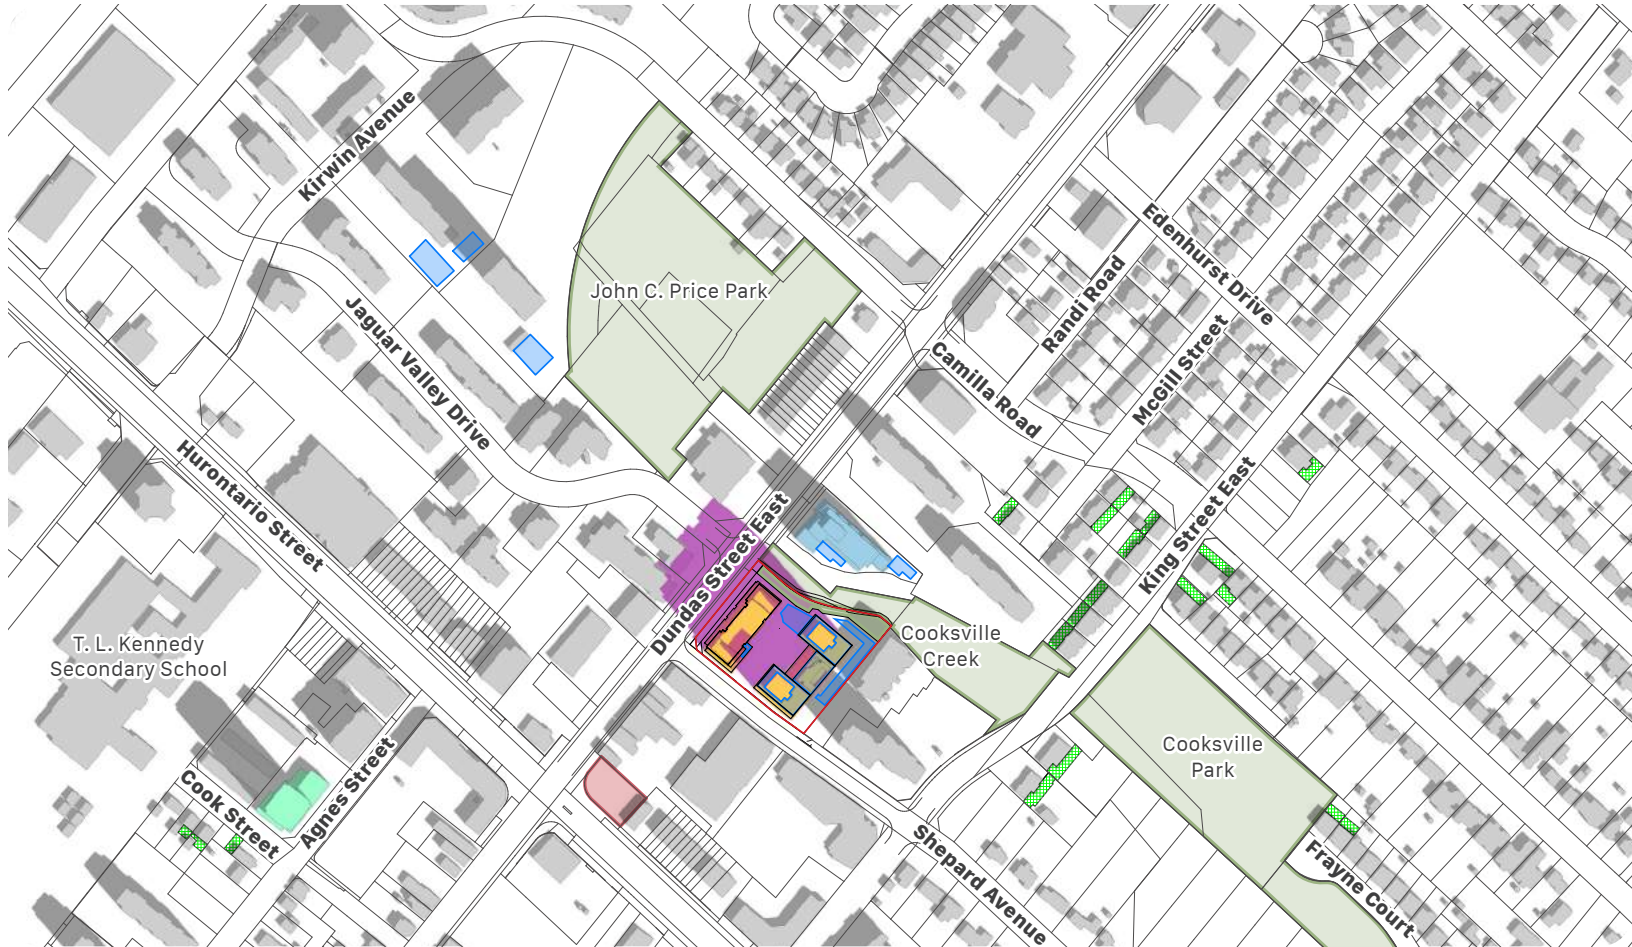 Kirwin Avenue
John C. Price Park
Edenhurst Drive
Randi Road
Jaguar Valley Drive
McGill Street
Camilla Road
Hurontario Street
King Street East
Dundas Street East
T. L. Kennedy
Secondary School
Cooksville
Creek
Cooksville
Park
Cook Street
Agnes Street
Shepard Avenue
Frayne Court